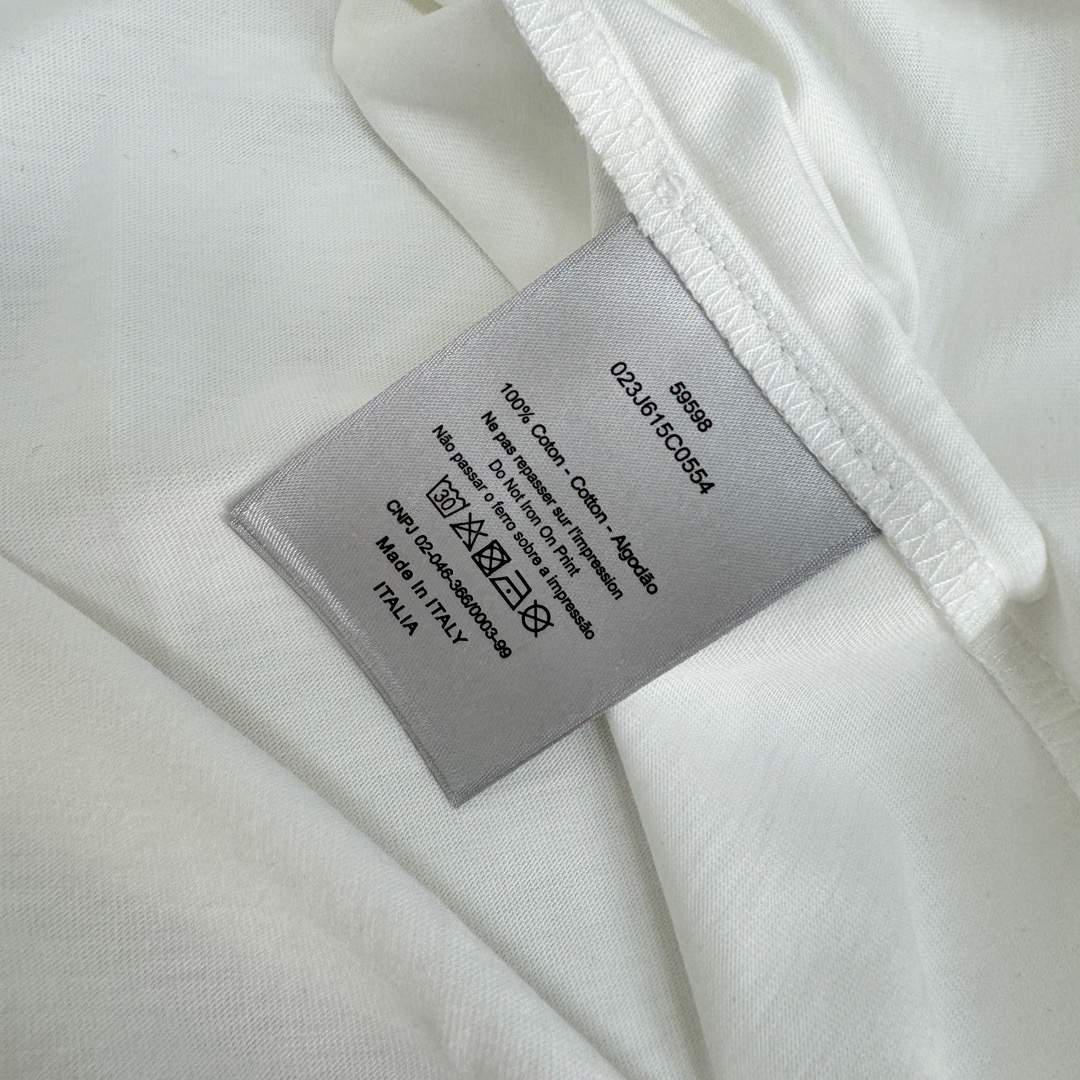 59598
023J615C0554
100% Coton - Cotton - Algodão
Ne pas repasser sur l'impression
Do Not Iron On Print
Não passar o ferro sobre a impressão
30
CNPJ 02-046-366/0003-99
Made In ITALY
ITALIA